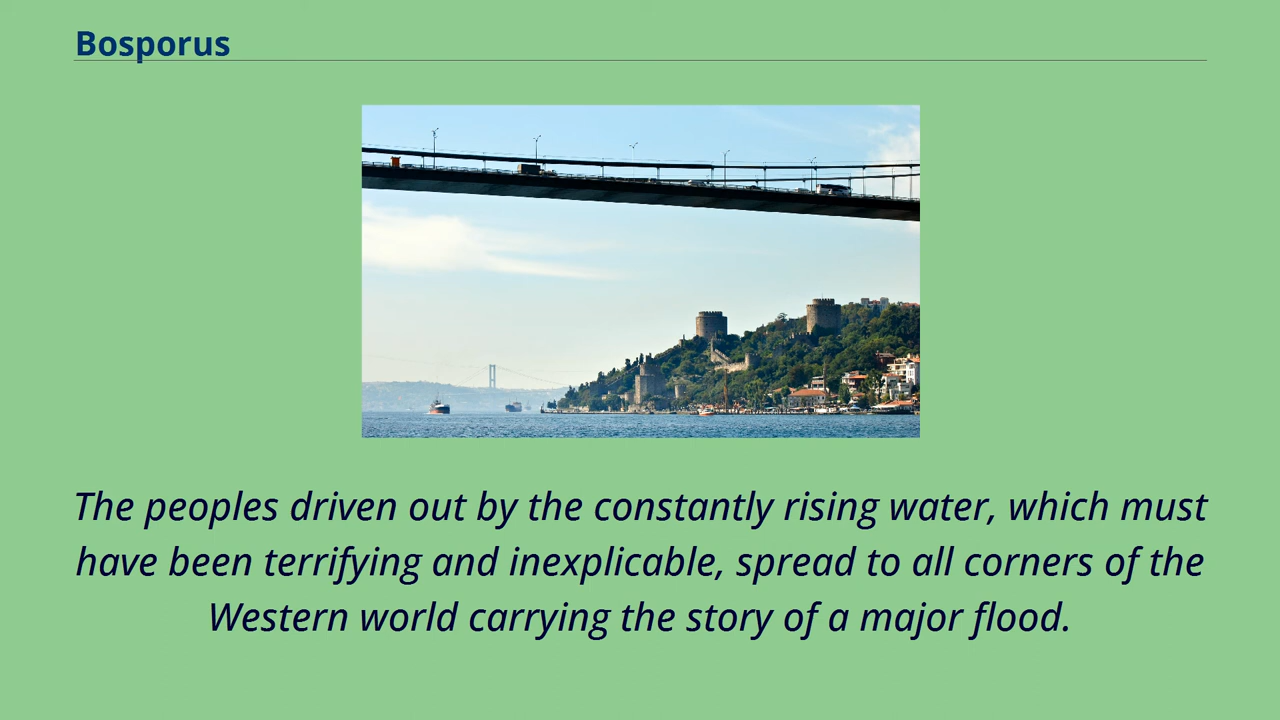 Bosporus
The peoples driven out by the constantly rising water, which must
have been terrifying and inexplicable, spread to all corners of the
Western world carrying the story of a major flood.